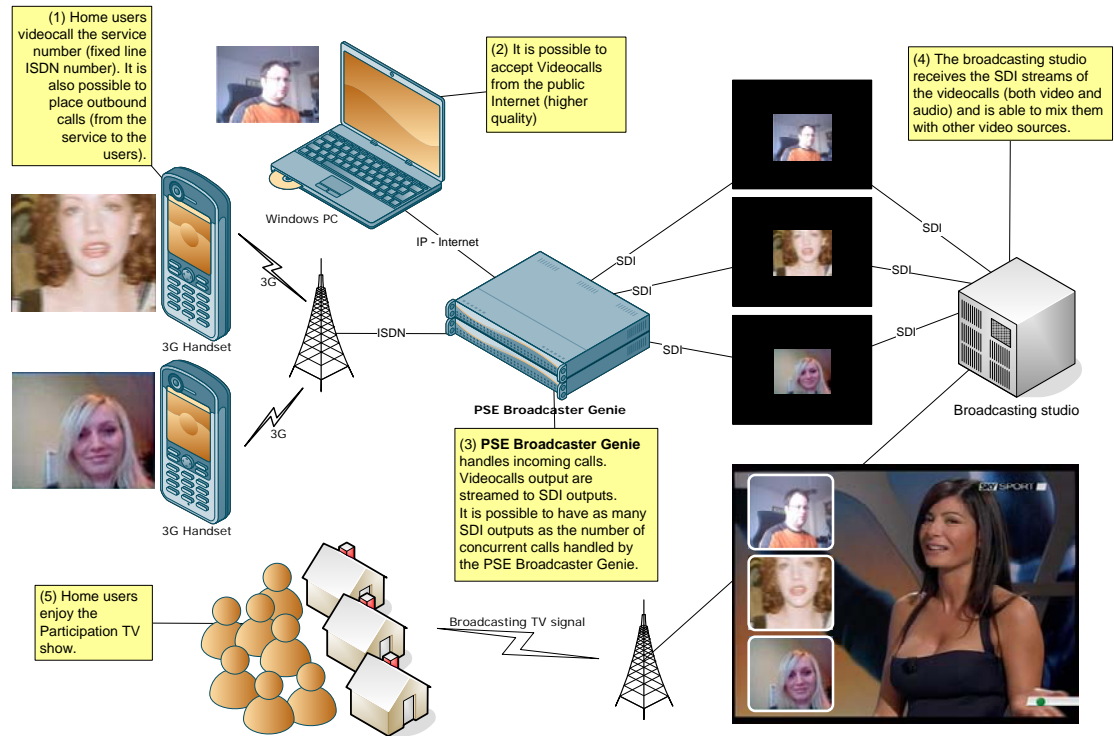 (1) Home users
videocall the service
number (fixed line
ISDN number). It is
also possible to
place outbound
calls (from the
service to the
users).
(2) It is possible to
accept Videocalls
from the public
Internet (higher
quality)
(4) The broadcasting studio
receives the SDI streams of
the videocalls (both video and
audio) and is able to mix them
with other video sources.
Windows PC
IP - Internet
3G
3G Handset
ISDN
SDI
SDI
SDI
SDI
SDI
SDI
3G
3G Handset
PSE Broadcaster Genie
Broadcasting studio
(3) PSE Broadcaster Genie
handles incoming calls.
Videocalls output are
streamed to SDI outputs.
It is possible to have as many
SDI outputs as the number of
concurrent calls handled by
the PSE Broadcaster Genie.
SKY SPORT
(5) Home users
enjoy the
Participation TV
show.
Broadcasting TV signal